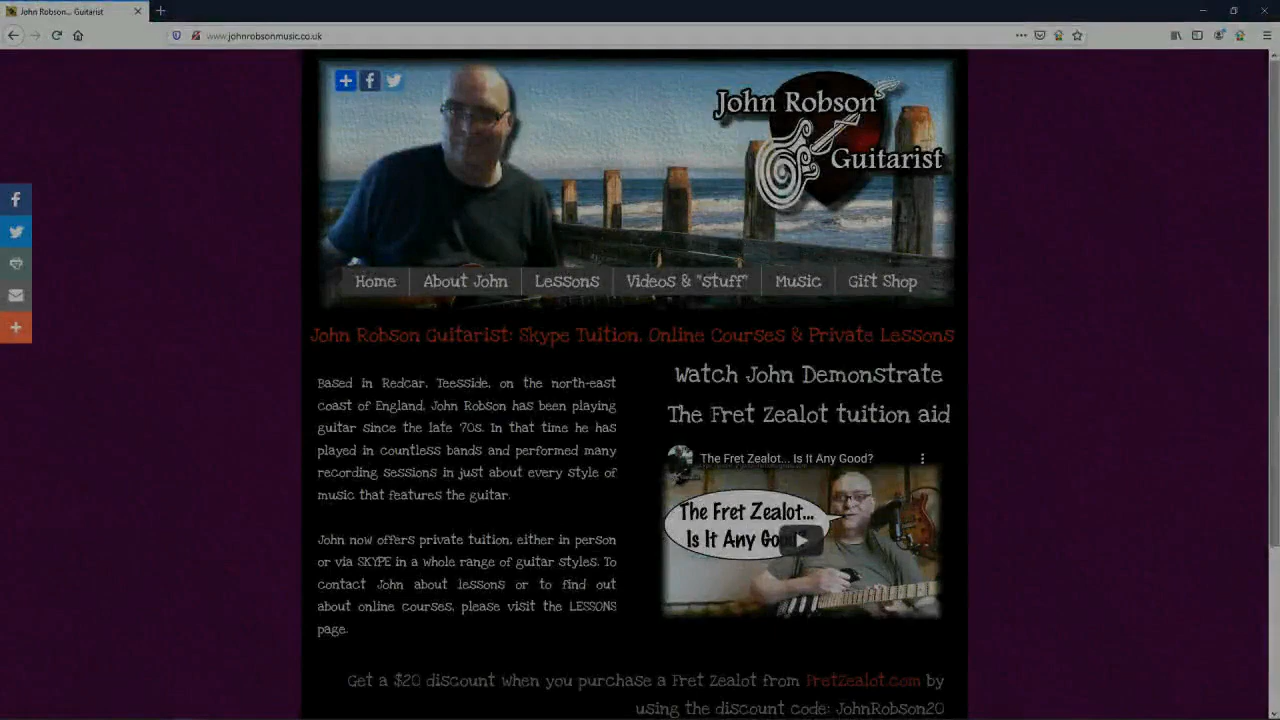 John Robson... Guitarist
www.johnrobsonmusic.co.uk
John Robson
Guitarist
Home
About John
Lessons
Videos & "stuff"
Music
Gift Shop
John Robson Guitarist: Skype Tuition, Online Courses & Private Lessons
Based in Redcar, Teesside, on the north-east
coast of England, John Robson has been playing
guitar since the late 70s. In that time he has
played in countless bands and performed many
recording sessions in just about every style of
music that features the guitar.
John now offers private tuition, either in person
or via SKYPE in a whole range of guitar styles. To
contact John about lessons or to find out
about online courses, please visit the LESSONS
page.
Watch John Demonstrate
The Fret Zealot tuition aid
The Fret Zealot... Is It Any Good?
The Fret Zealot...
Is It Any Good?
Get a $20 discount when you purchase a Fret Zealot from FretZealot.com by
using the discount code: JohnRobson20